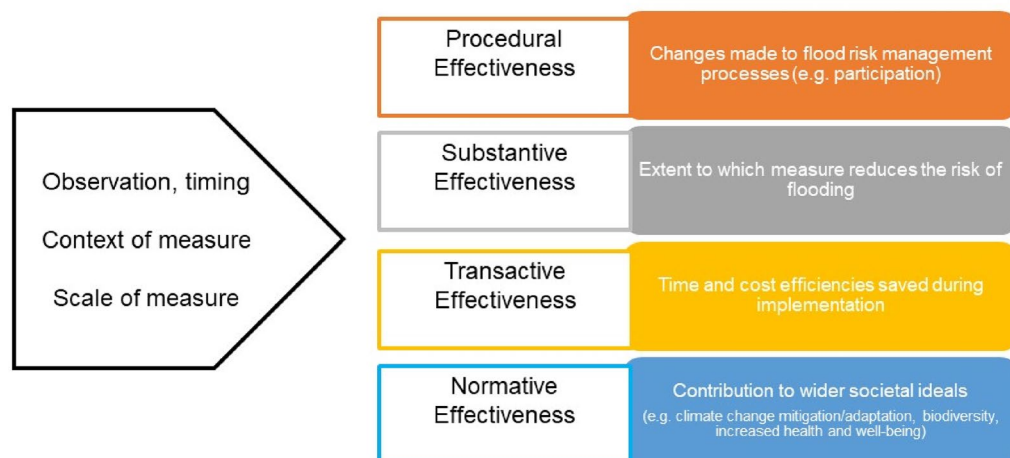 Observation, timing
Context of measure
Scale of measure
Procedural
Effectiveness
Changes made to flood risk management
processes (e.g. participation)
Substantive
Effectiveness
Extent to which measure reduces the risk of
flooding
Transactive
Effectiveness
Time and cost efficiencies saved during
implementation
Normative
Effectiveness
Contribution to wider societal ideals
(e.g. climate change mitigation/adaptation, biodiversity,
increased health and well-being)